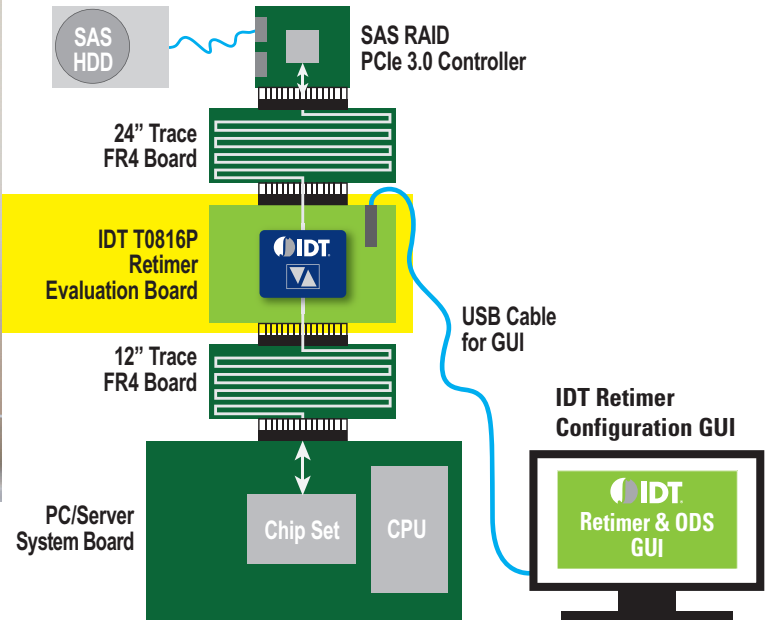 SAS
HDD
SAS RAID
PCIe 3.0 Controller
24” Trace
FR4 Board
IDT T0816P
Retimer
Evaluation Board
IDT
USB Cable
for GUI
12” Trace
FR4 Board
IDT Retimer
Configuration GUI
PC/Server
System Board
Chip Set
CPU
IDT
Retimer & ODS
GUI